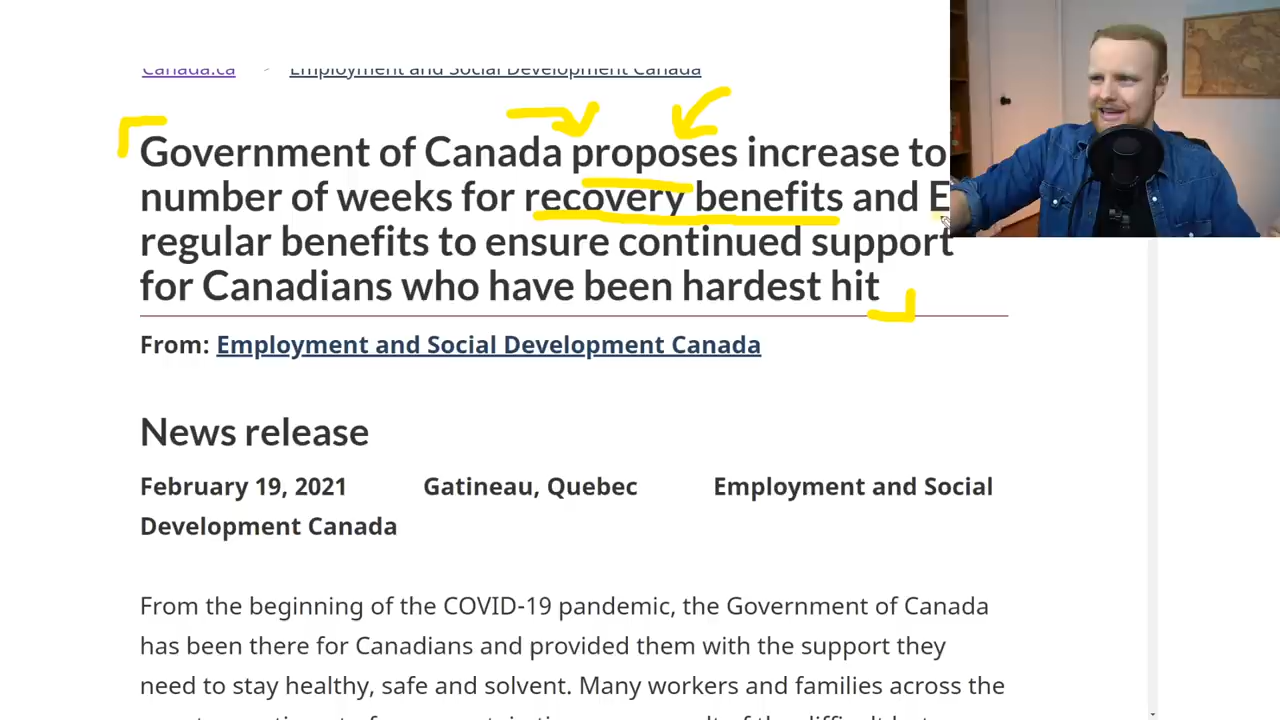 Canada.ca > Employment and Social Development Canada
Government of Canada proposes increase to
number of weeks for recovery benefits and E
regular benefits to ensure continued support
for Canadians who have been hardest hit
From: Employment and Social Development Canada
News release
February 19, 2021 Gatineau, Quebec Employment and Social
Development Canada
From the beginning of the COVID-19 pandemic, the Government of Canada
has been there for Canadians and provided them with the support they
need to stay healthy, safe and solvent. Many workers and families across the